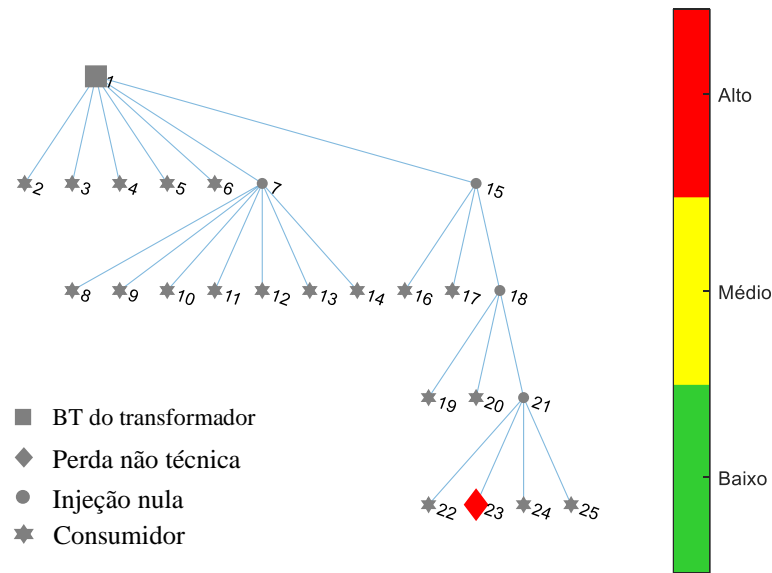 1
2 3 4 5 6 7 15
8 9 10 11 12 13 14 16 17 18
19 20 21
22 23 24 25
BT do transformador
Perda não técnica
Injeção nula
Consumidor
Alto
Médio
Baixo